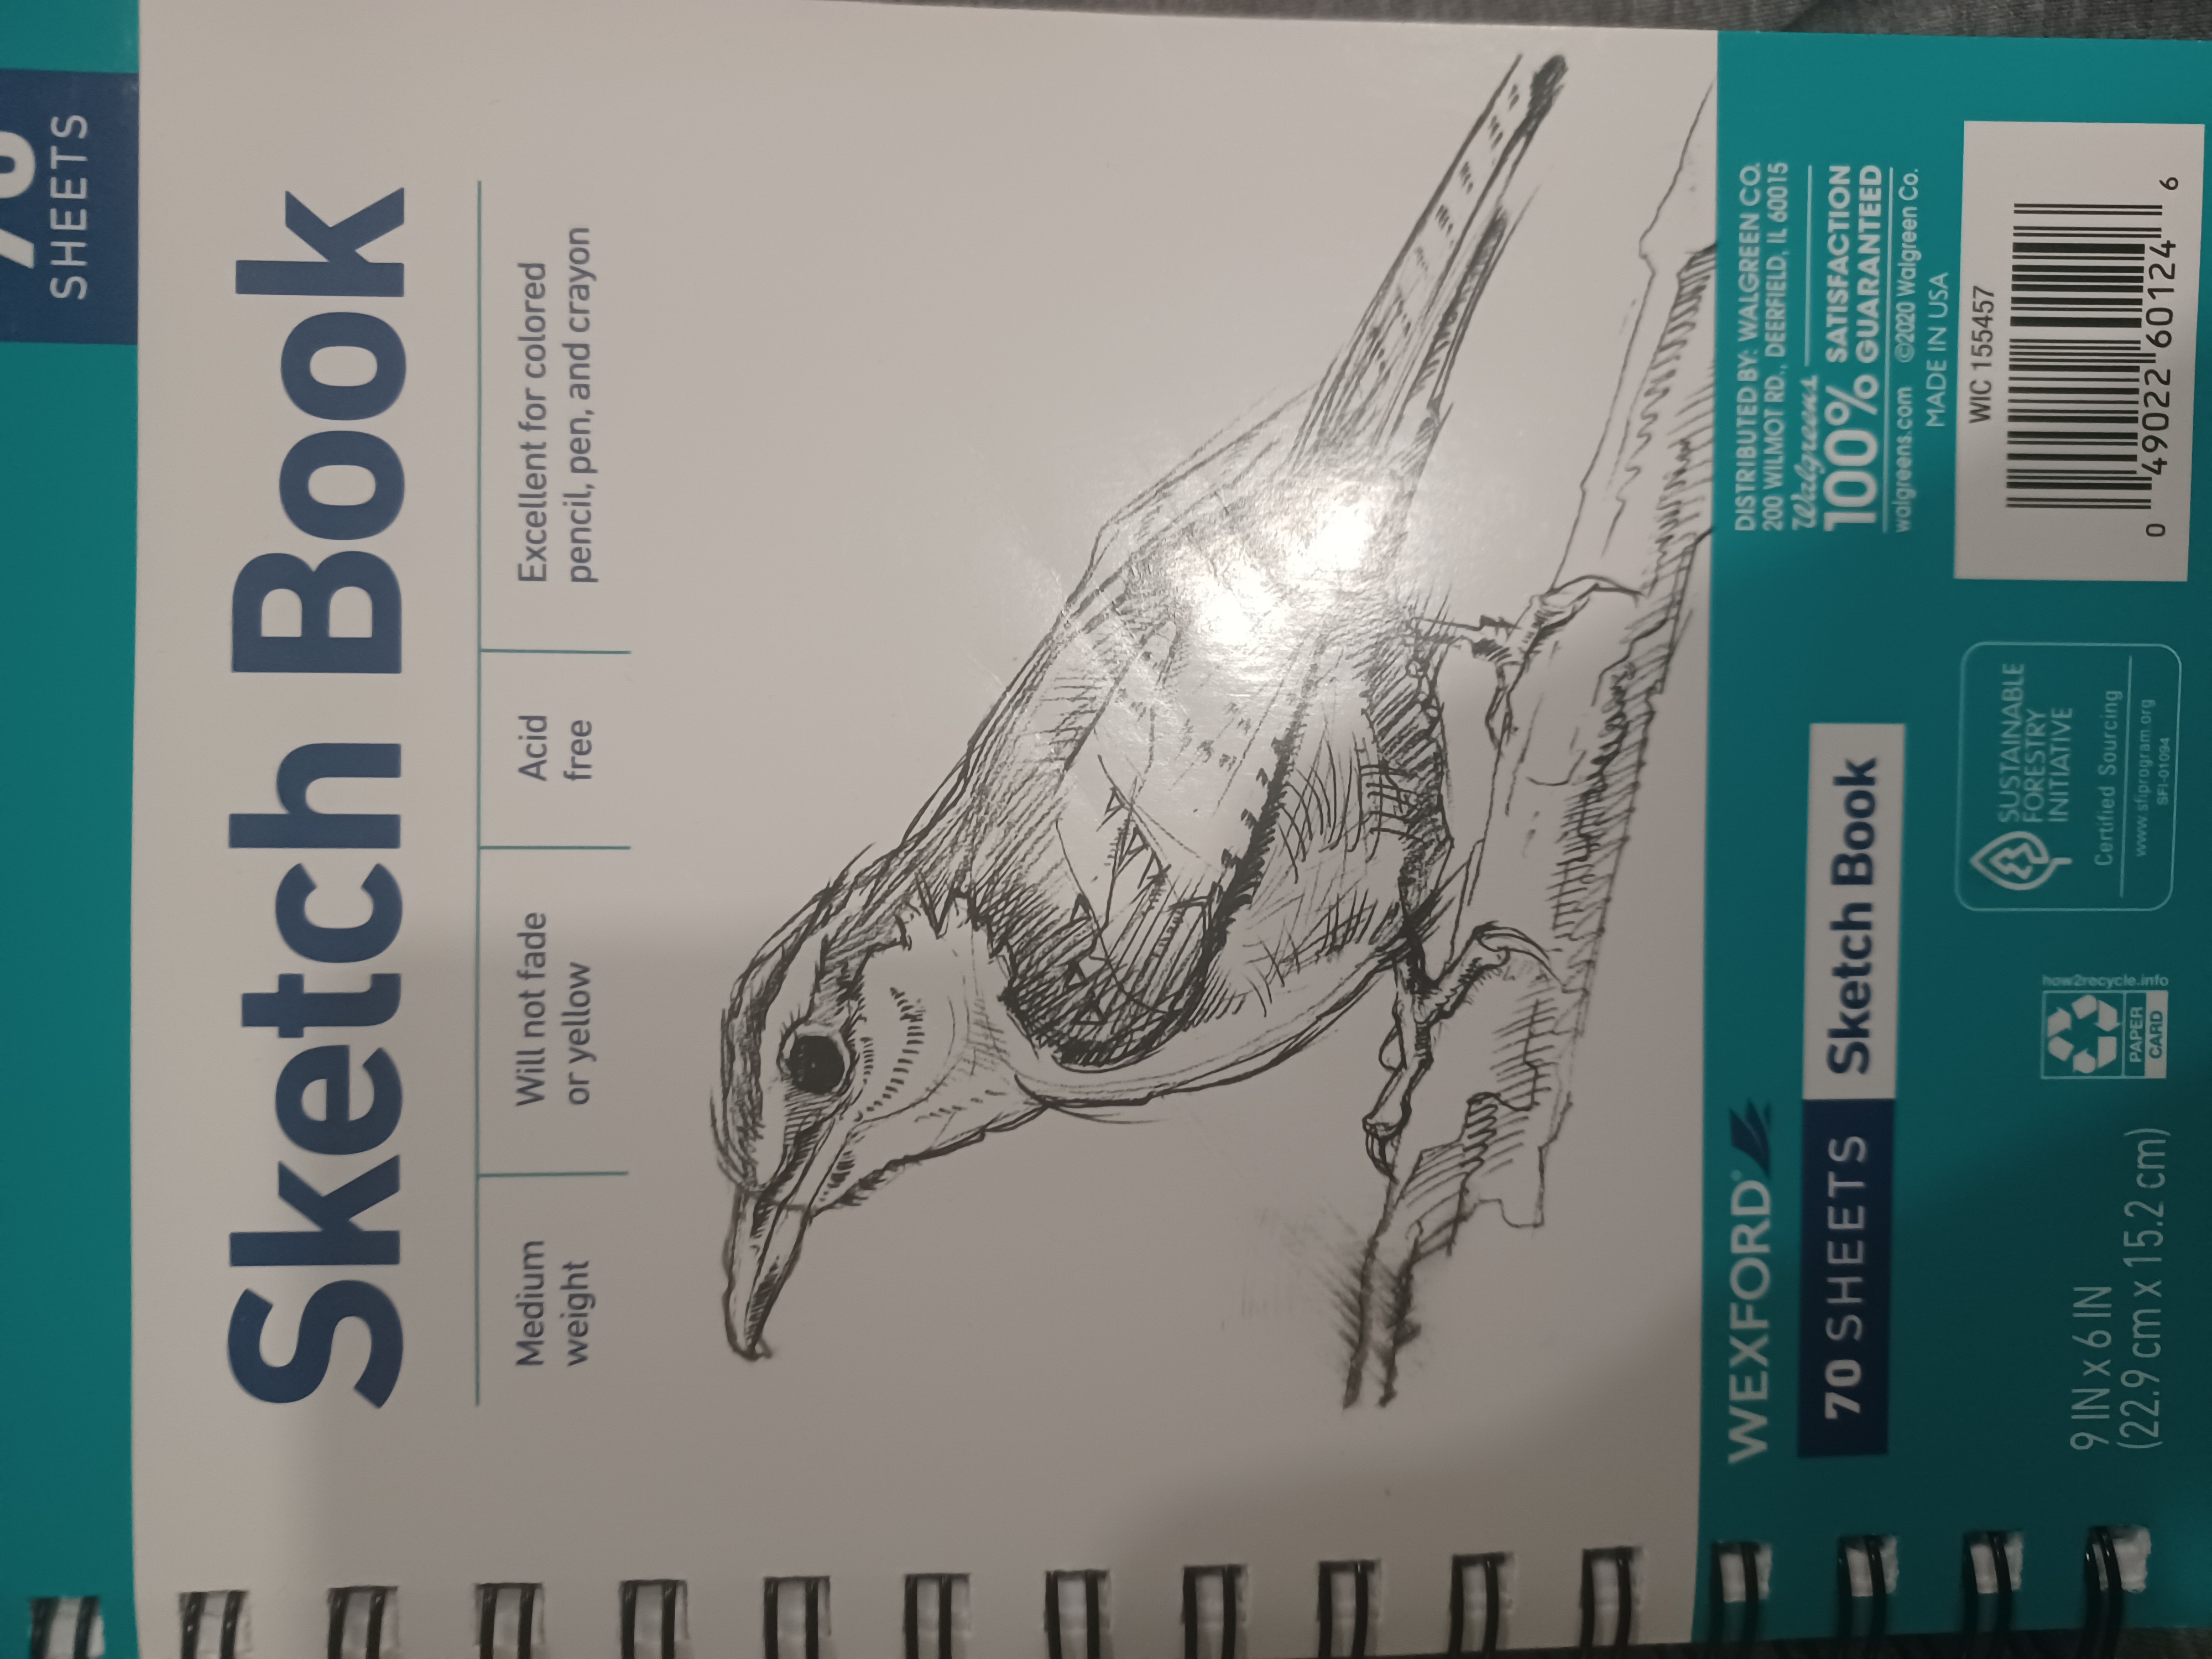 70
SHEETS
Sketch Book
Medium
weight
Will not fade
or yellow
Acid
free
Excellent for colored
pencil, pen, and crayon
WEXFORD®
70 SHEETS Sketch Book
9 IN x 6 IN
(22.9 cm x 15.2 cm)
PAPER
CARD
how2recycle.info
SUSTAINABLE
FORESTRY
INITIATIVE
Certified Sourcing
www.sfiprogram.org
SFI-01094
DISTRIBUTED BY: WALGREEN CO.
200 WILMOT RD., DEERFIELD, IL 60015
Walgreens
100% SATISFACTION
GUARANTEED
walgreens.com ©2020 Walgreen Co.
MADE IN USA
WIC 155457
0 49022 60124 6